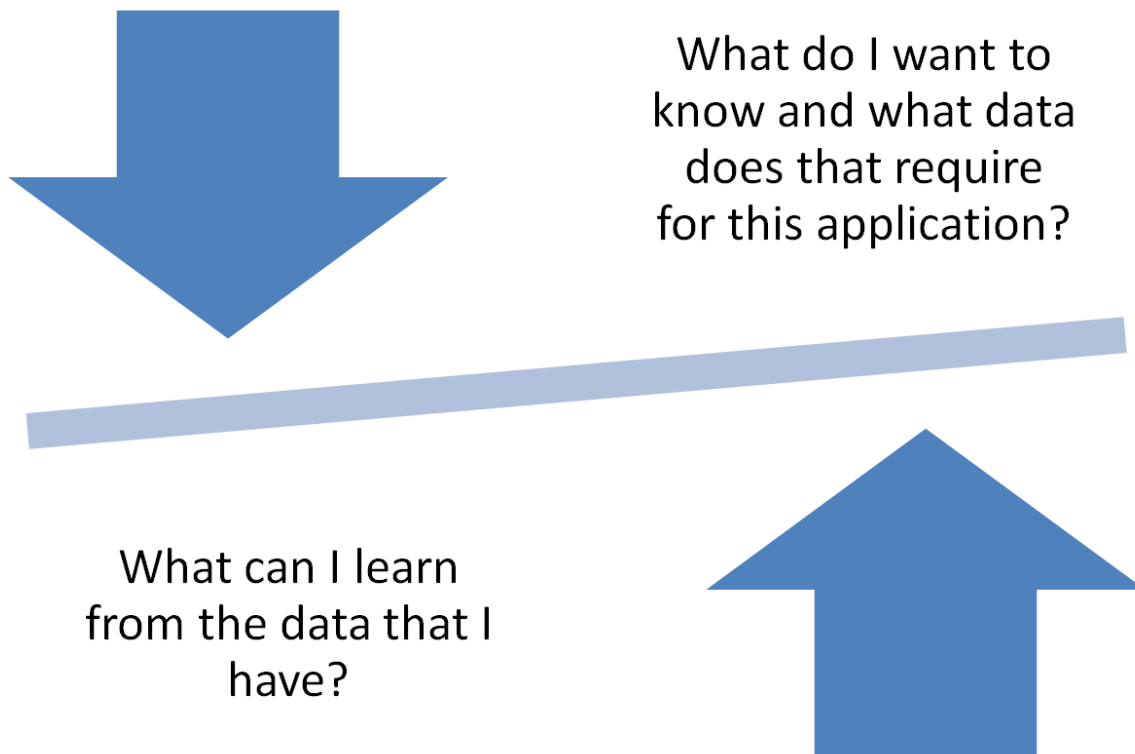 What do I want to
know and what data
does that require
for this application?
What can I learn
from the data that I
have?